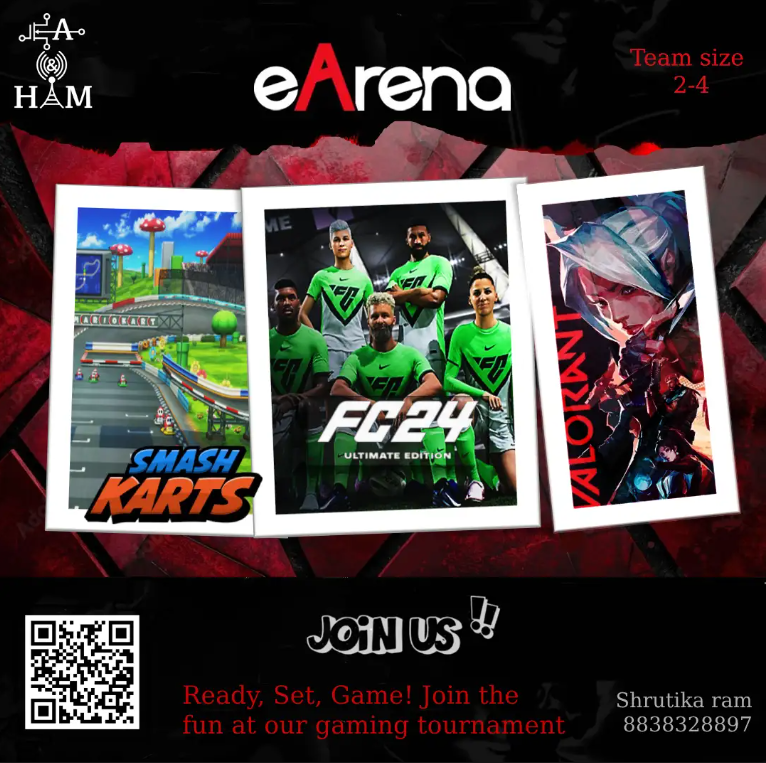 EA
&
HAM
eArena
Team size
2-4
SMASH
KARTS
FC24
ULTIMATE EDITION
VALORANT
JOIN US !!
Ready, Set, Game! Join the
fun at our gaming tournament
Shrutika ram
8838328897